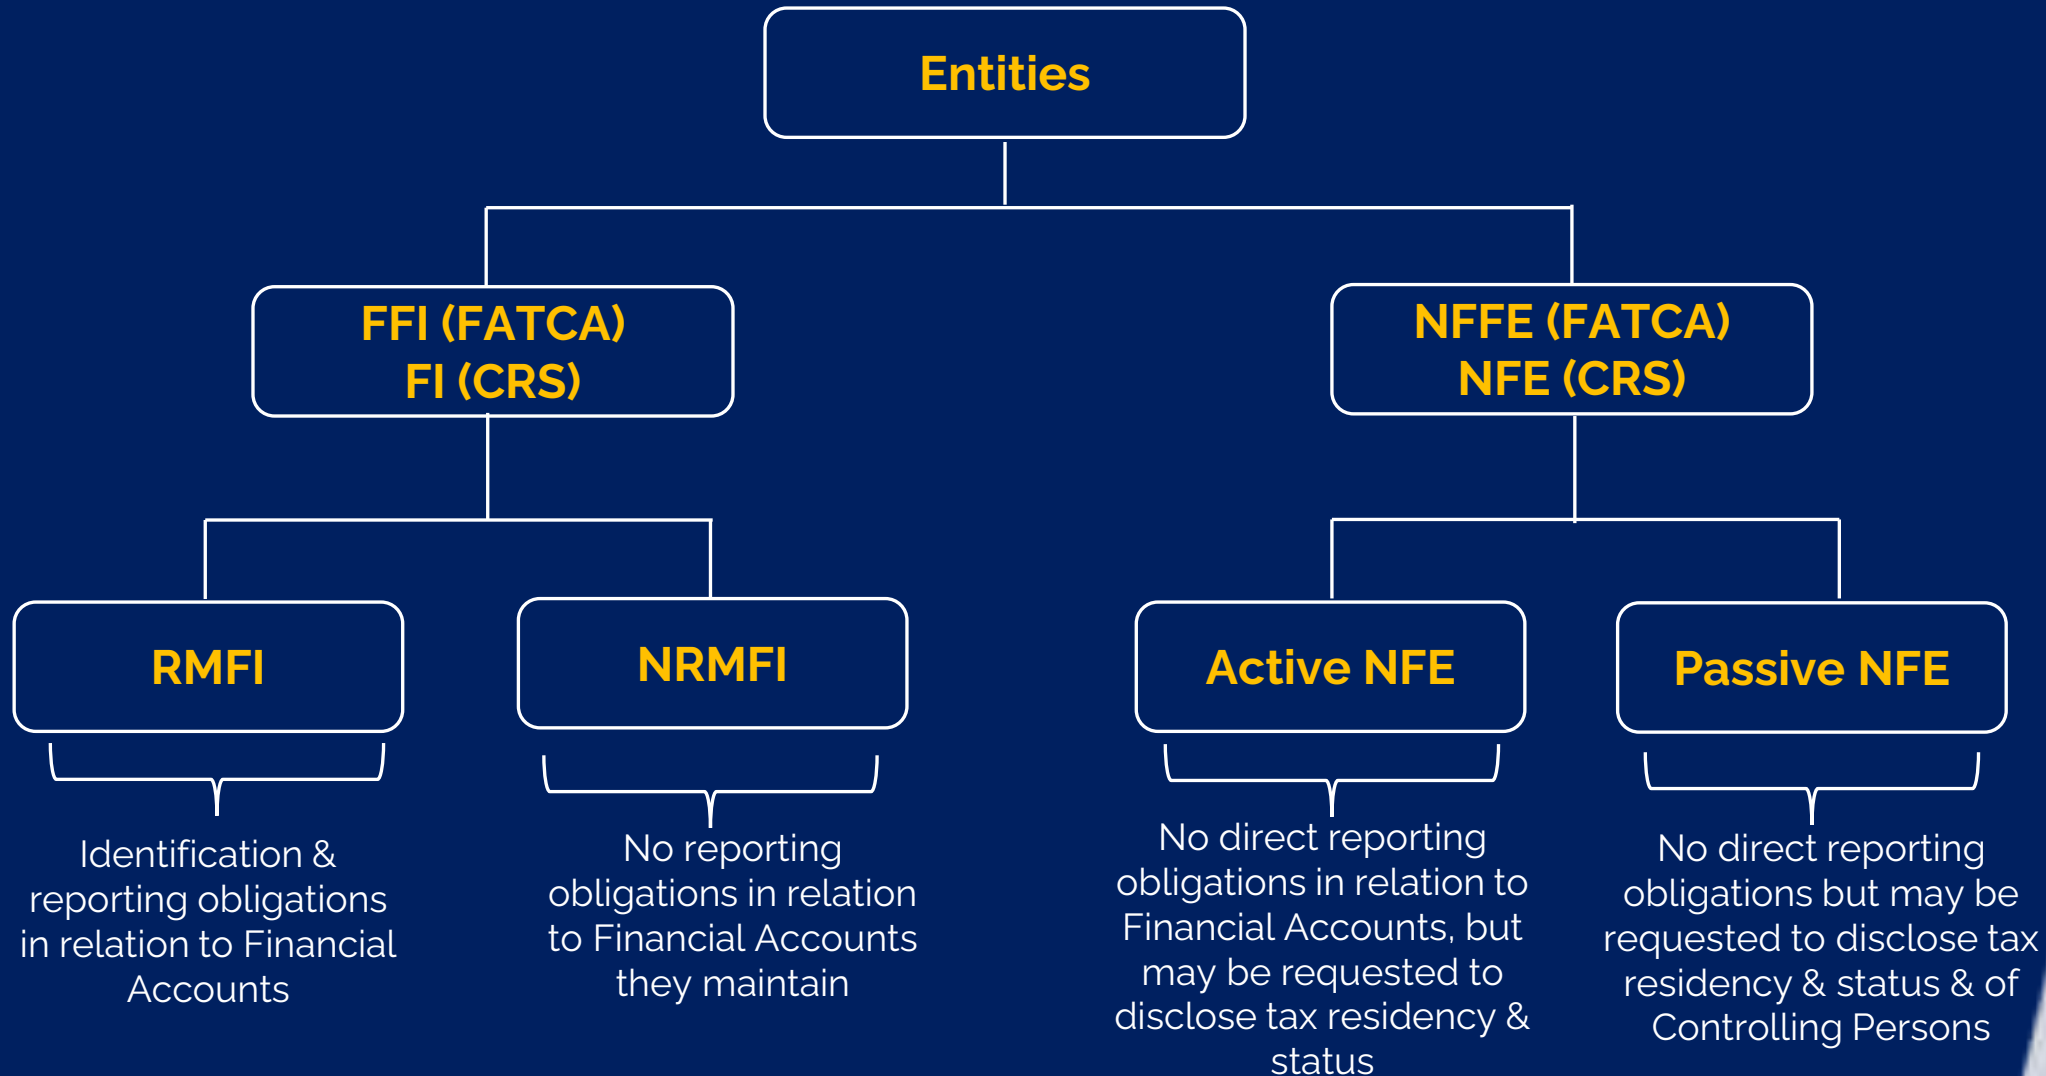 Entities
FFI (FATCA)
FI (CRS)
NFFE (FATCA)
NFE (CRS)
RMFI
NRMFI
Active NFE
Passive NFE
Identification &
reporting obligations
in relation to Financial
Accounts
No reporting
obligations in relation
to Financial Accounts
they maintain
No direct reporting
obligations in relation to
Financial Accounts, but
may be requested to
disclose tax residency &
status
No direct reporting
obligations but may be
requested to disclose tax
residency & status & of
Controlling Persons